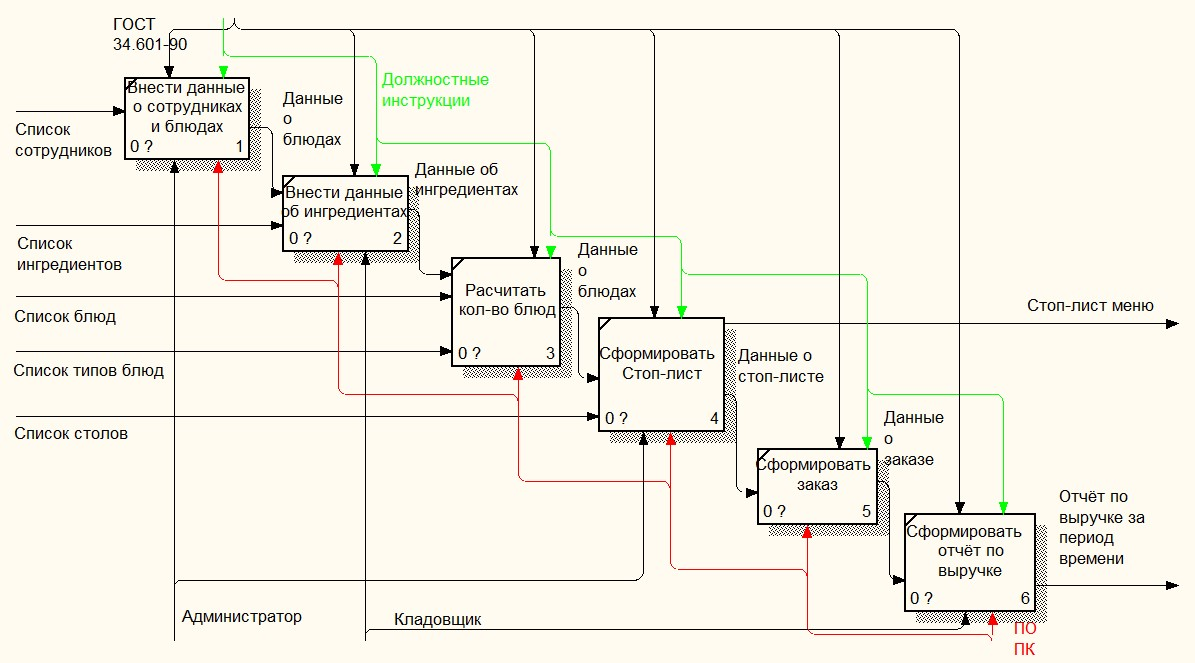 ГОСТ
34.601-90
Должностные
инструкции
Внести данные
о сотрудниках
и блюдах
0 ?
1
Список
сотрудников
Данные
о
блюдах
Внести данные
об ингредиентах
0 ?
2
Данные об
ингредиентах
Список
ингредиентов
Расчитать
кол-во блюд
0 ?
3
Данные
о
блюдах
Список блюд
Список типов блюд
Сформировать
Стоп-лист
0 ?
4
Стоп-лист меню
Данные о
стоп-листе
Список столов
Сформировать
заказ
0 ?
5
Данные
о
заказе
Сформировать
отчёт по
выручке
0 ?
6
Отчёт по
выручке за
период
времени
Администратор
Кладовщик
ПО
ПК